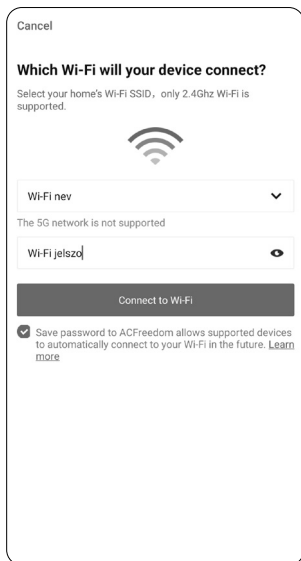 Cancel
Which Wi-Fi will your device connect?
Select your home's Wi-Fi SSID, only 2.4Ghz Wi-Fi is
supported.
Wi-Fi nev
The 5G network is not supported
Wi-Fi jelszo
Connect to Wi-Fi
Save password to ACFreedom allows supported devices
to automatically connect to your Wi-Fi in the future. Learn
more